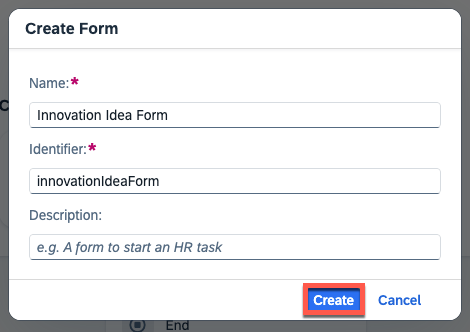 Create Form
Name:*
Innovation Idea Form
Identifier:*
innovationIdeaForm
Description:
e.g. A form to start an HR task
Create Cancel
End